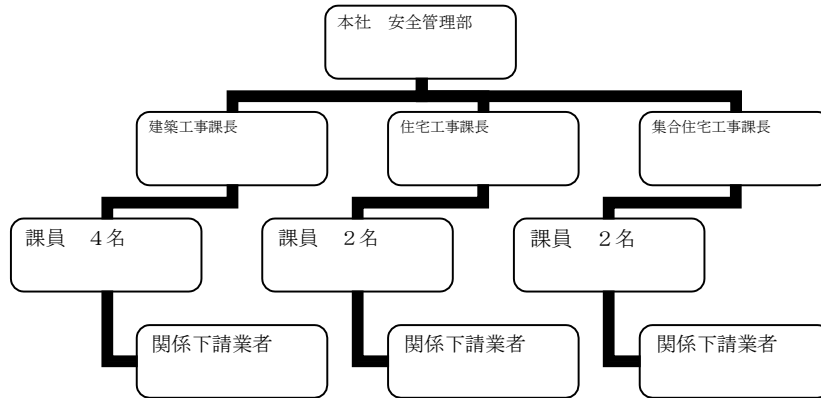 本社　安全管理部
建築工事課長
住宅工事課長
集合住宅工事課長
課員　４名
課員　２名
課員　２名
関係下請業者
関係下請業者
関係下請業者